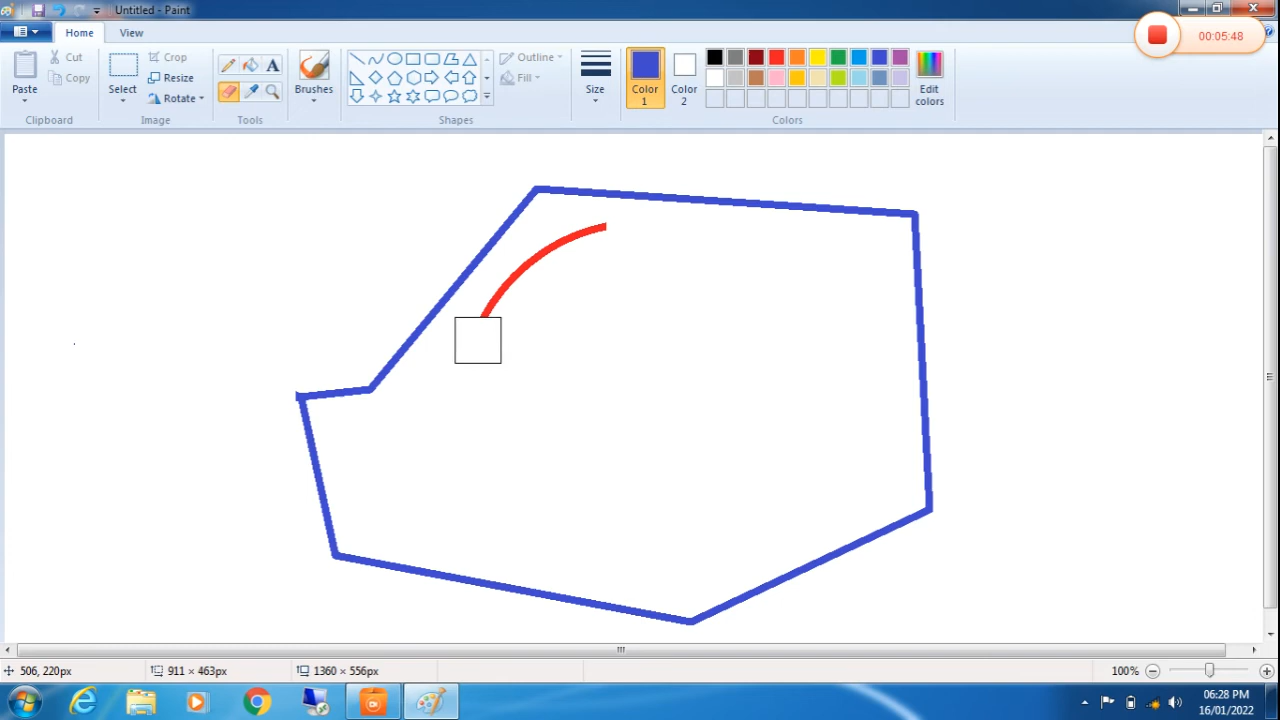 Untitled - Paint
00:05:48
Home View
Paste
Cut
Copy
Clipboard
Select
Crop
Resize
Rotate
Image
Tools
Brushes
Shapes
Outline
Fill
Size
Color 1
Color 2
Edit colors
Colors
506, 220px
911 × 463px
1360 × 556px
100%
06:28 PM
16/01/2022